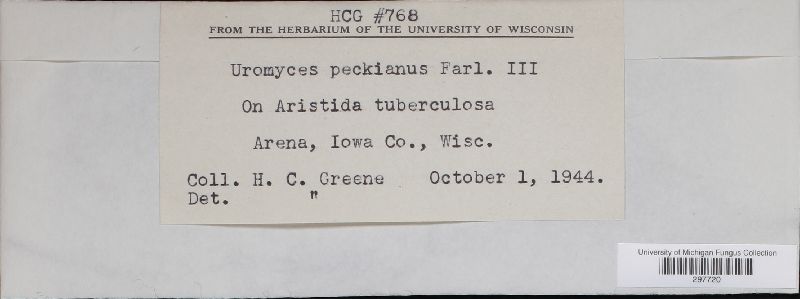 HCG #768
FROM THE HERBARIUM OF THE UNIVERSITY OF WISCONSIN
Uromyces peckianus Farl. III
On Aristida tuberculosa
Arena, Iowa Co., Wisc.
Coll. H. C. Greene October 1, 1944.
Det. "
University of Michigan Fungus Collection
297720